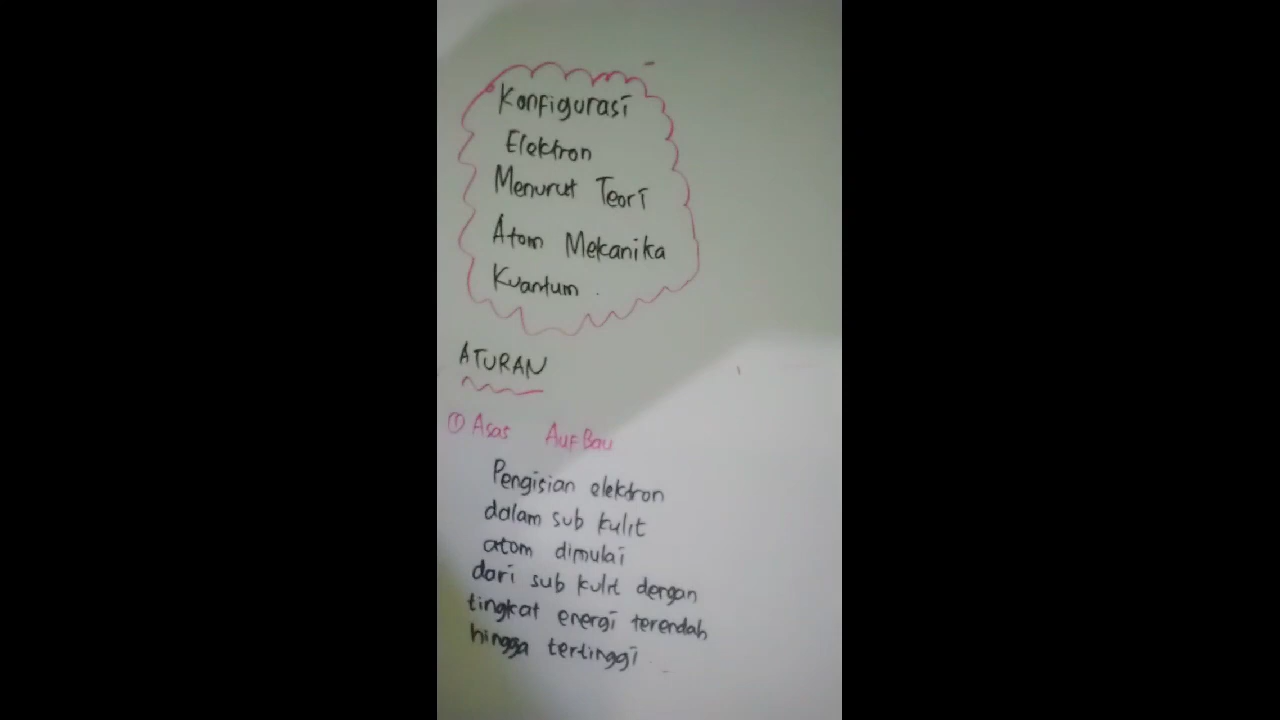 Konfigurasi
Elektron
Menurut Teori
Atom Mekanika
Kuantum.
ATURAN
① Asas AufBau
Pengisian elektron
dalam sub kulit
atom dimulai
dari sub kulit dengan
tingkat energi terendah
hingga tertinggi